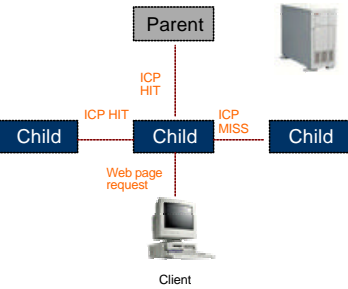 Parent
ICP
HIT
ICP HIT
ICP
MISS
Child
Child
Child
Web page
request
Client